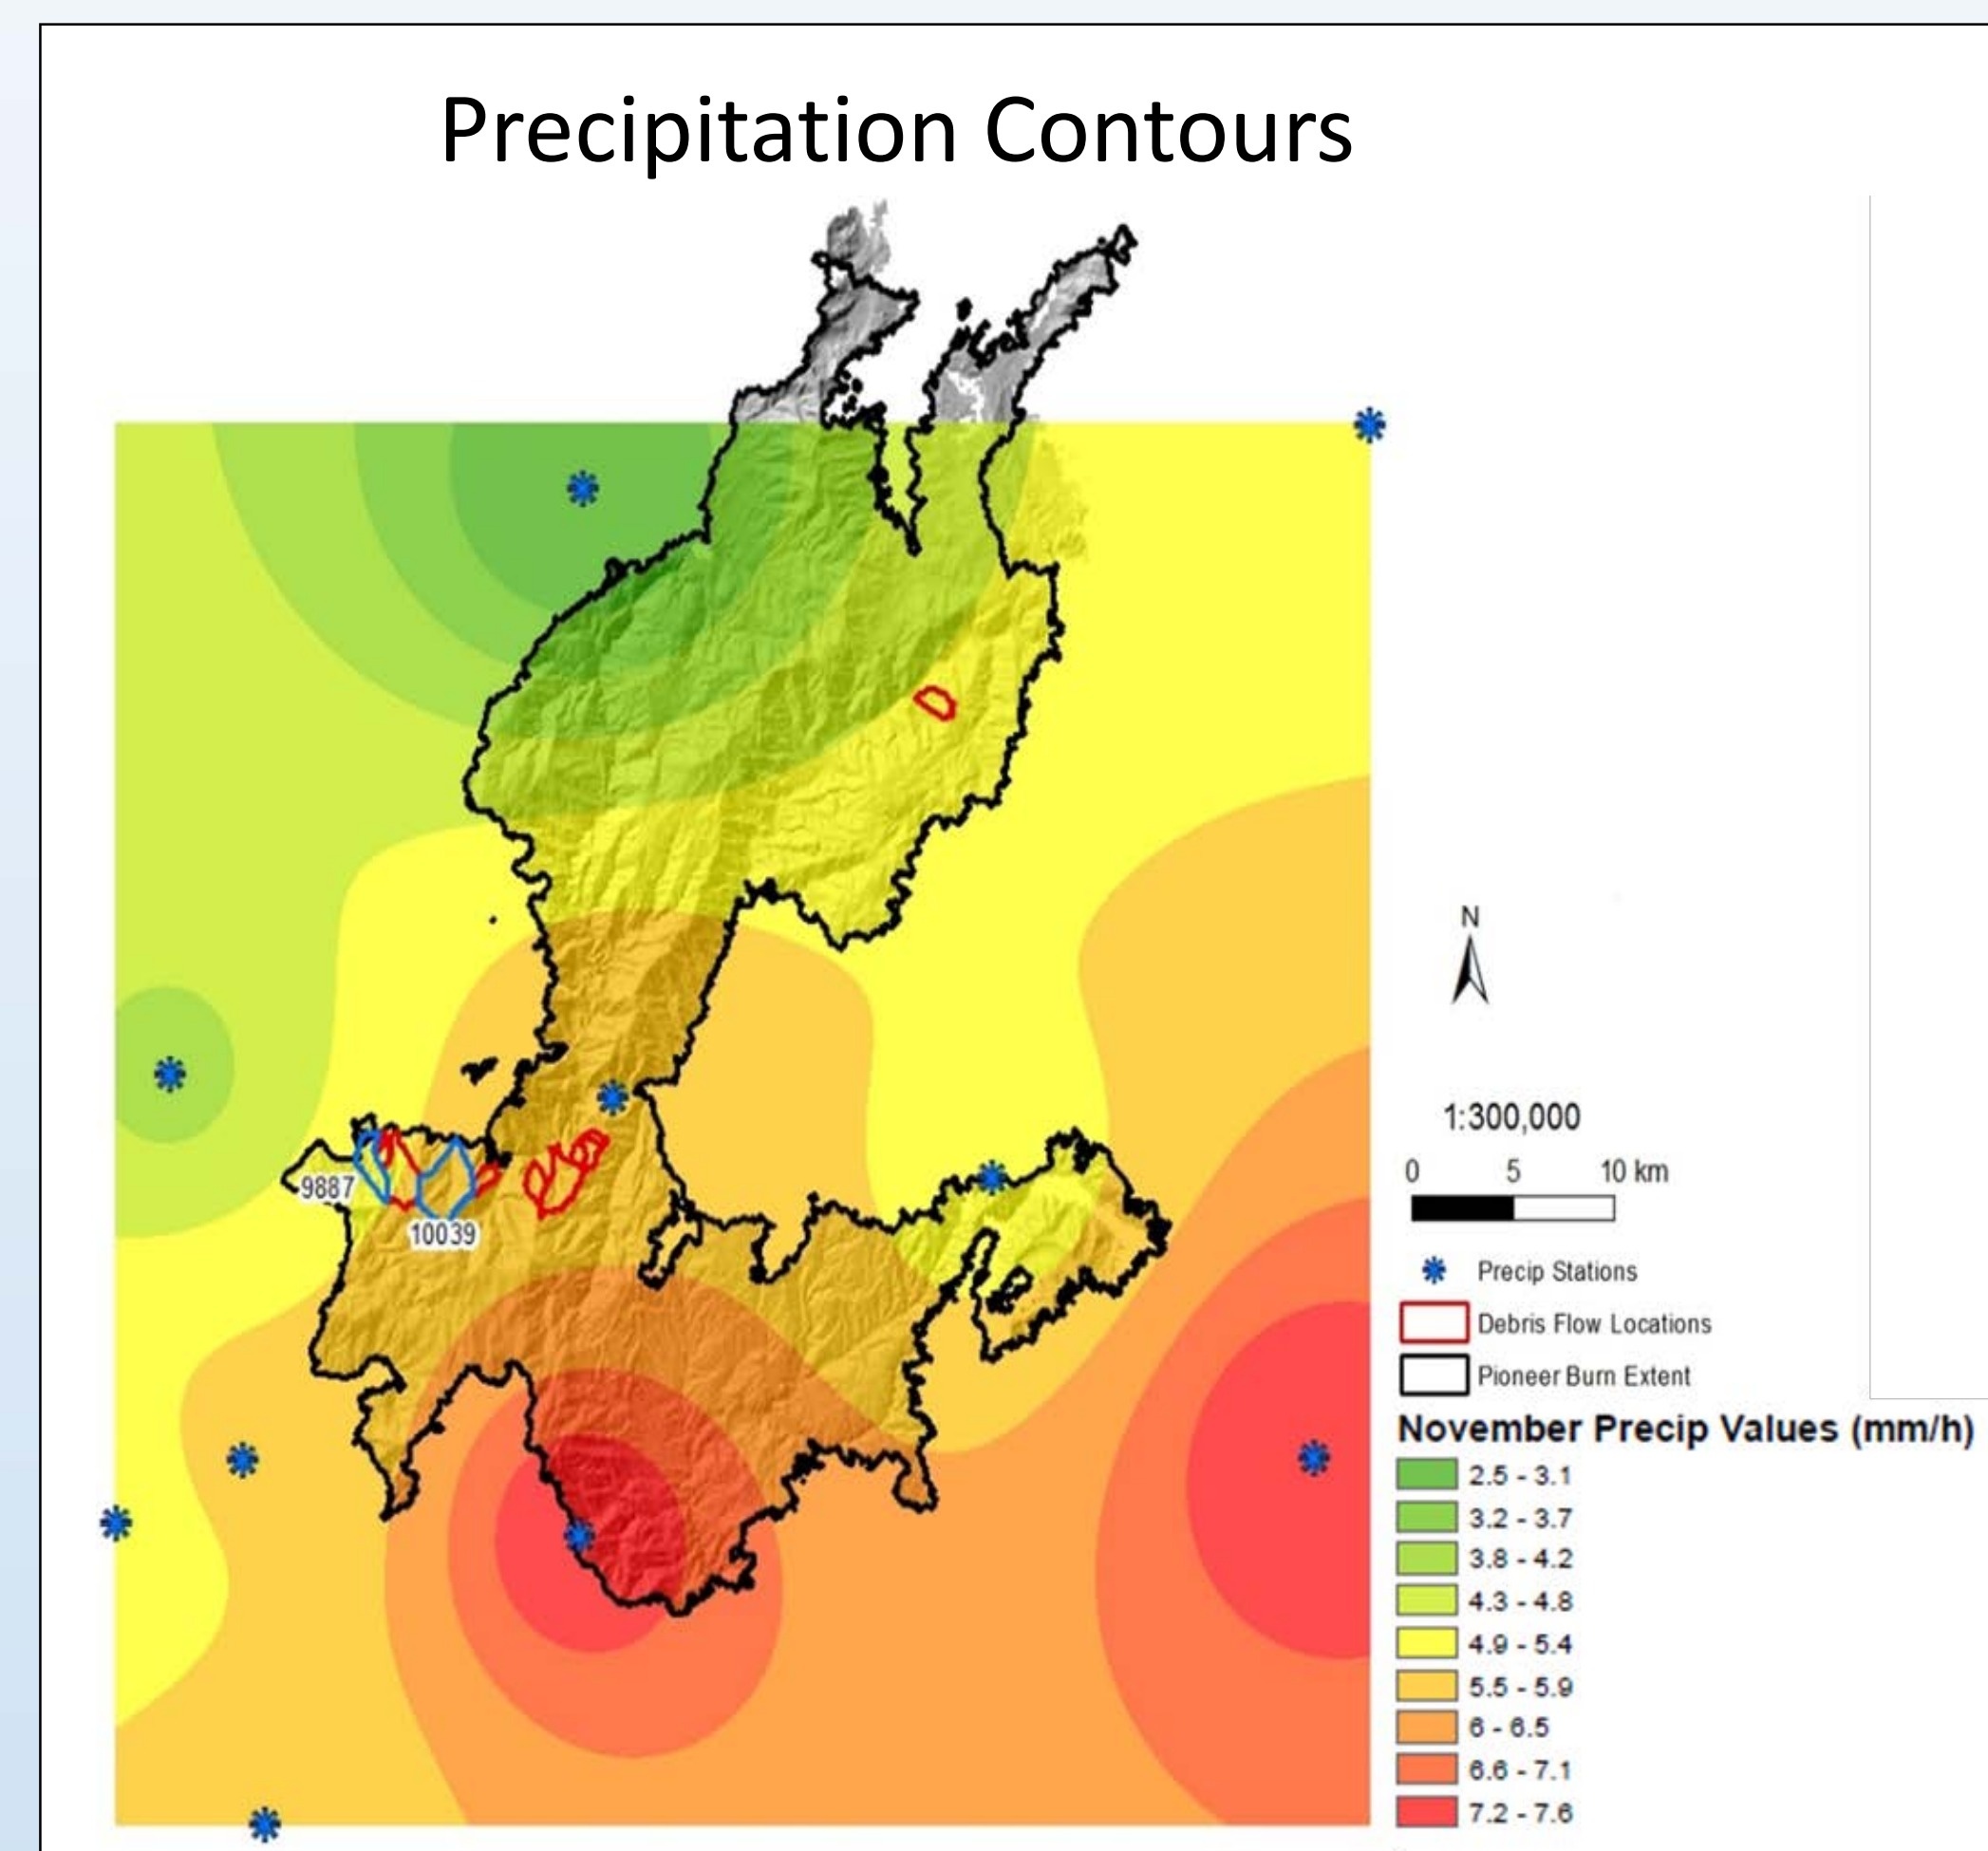 Precipitation Contours
9887
10039
N
1:300,000
0 5 10 km
Precip Stations
Debris Flow Locations
Pioneer Burn Extent
November Precip Values (mm/h)
2.5 - 3.1
3.2 - 3.7
3.8 - 4.2
4.3 - 4.8
4.9 - 5.4
5.5 - 5.9
6 - 6.5
6.6 - 7.1
7.2 - 7.6